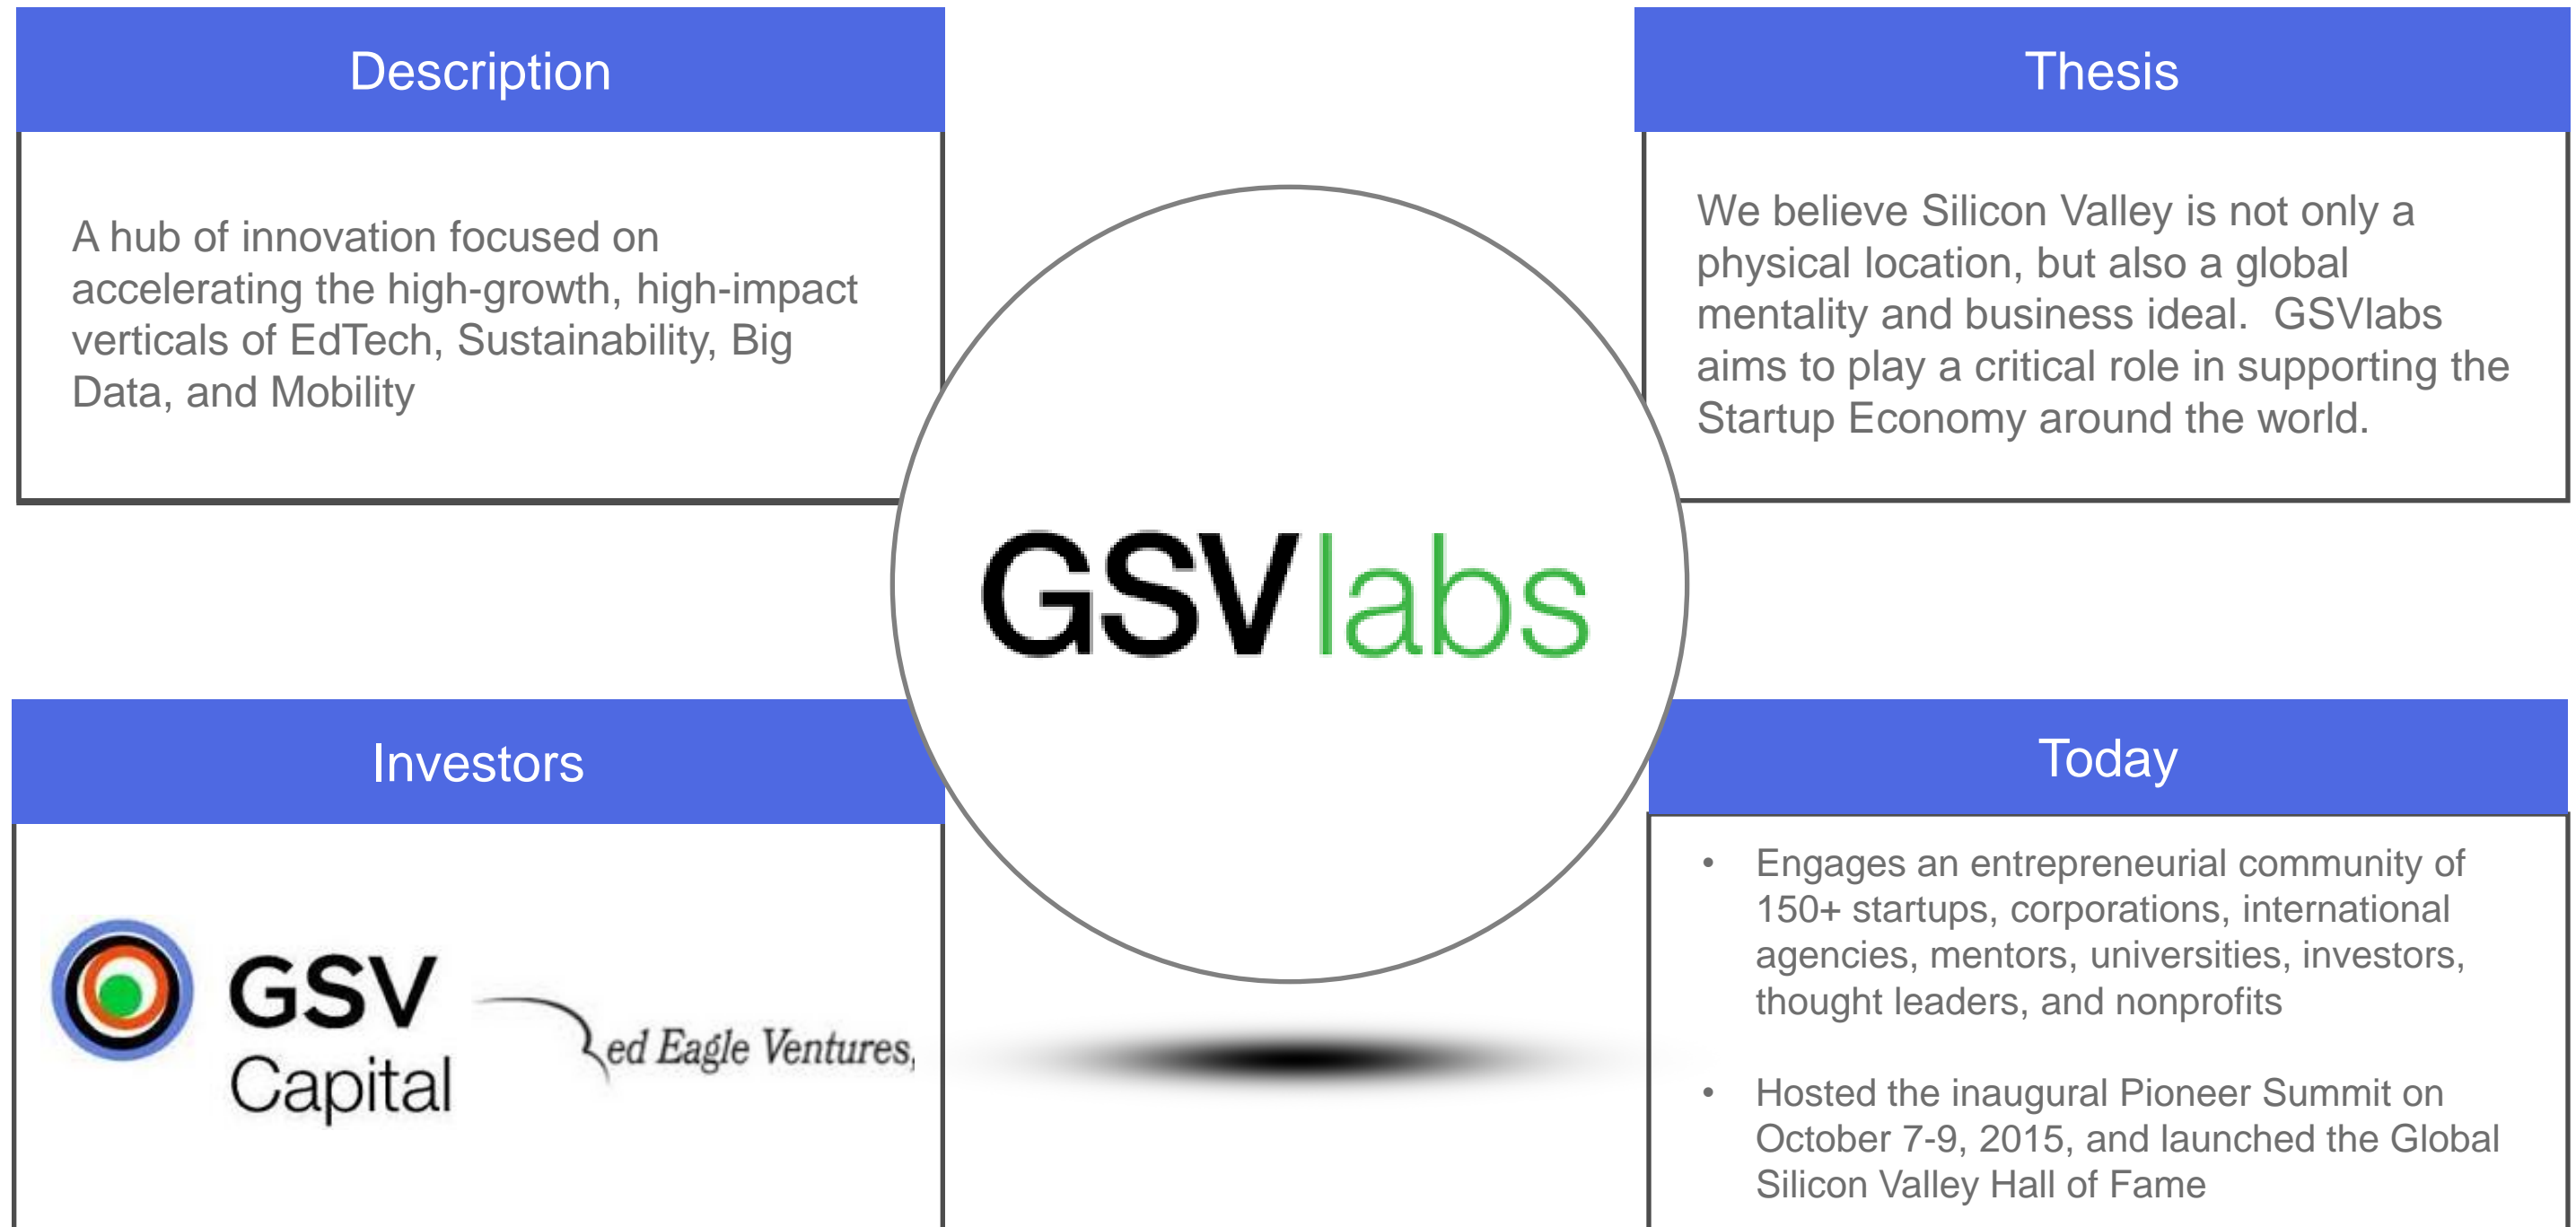 Description
A hub of innovation focused on
accelerating the high-growth, high-impact
verticals of EdTech, Sustainability, Big
Data, and Mobility
Thesis
We believe Silicon Valley is not only a
physical location, but also a global
mentality and business ideal.  GSVlabs
aims to play a critical role in supporting the
Startup Economy around the world.
GSVlabs
Investors
GSV
Capital
Red Eagle Ventures,
Today
• Engages an entrepreneurial community of
150+ startups, corporations, international
agencies, mentors, universities, investors,
thought leaders, and nonprofits
• Hosted the inaugural Pioneer Summit on
October 7-9, 2015, and launched the Global
Silicon Valley Hall of Fame